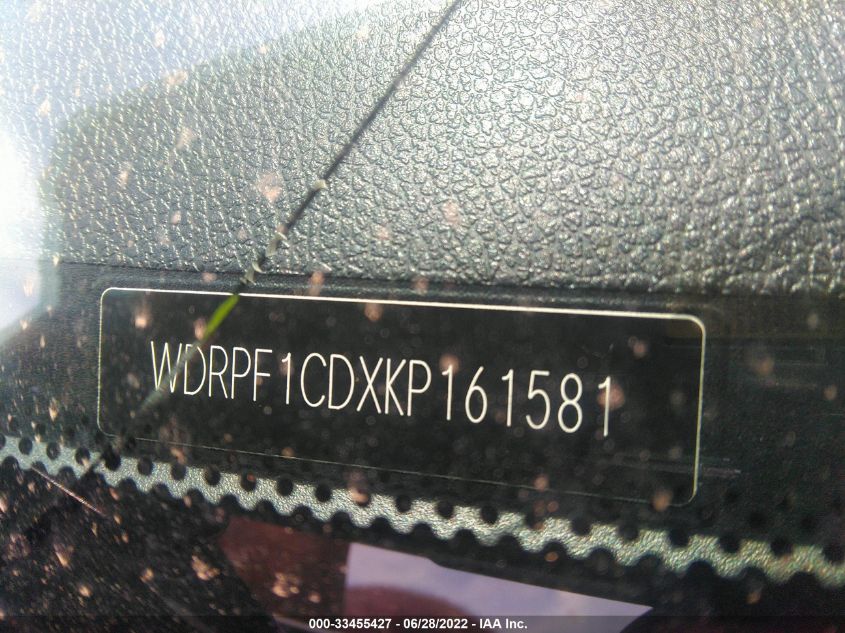 WDRPF1CDXKP161581
000-33455427 - 06/28/2022 - IAA Inc.